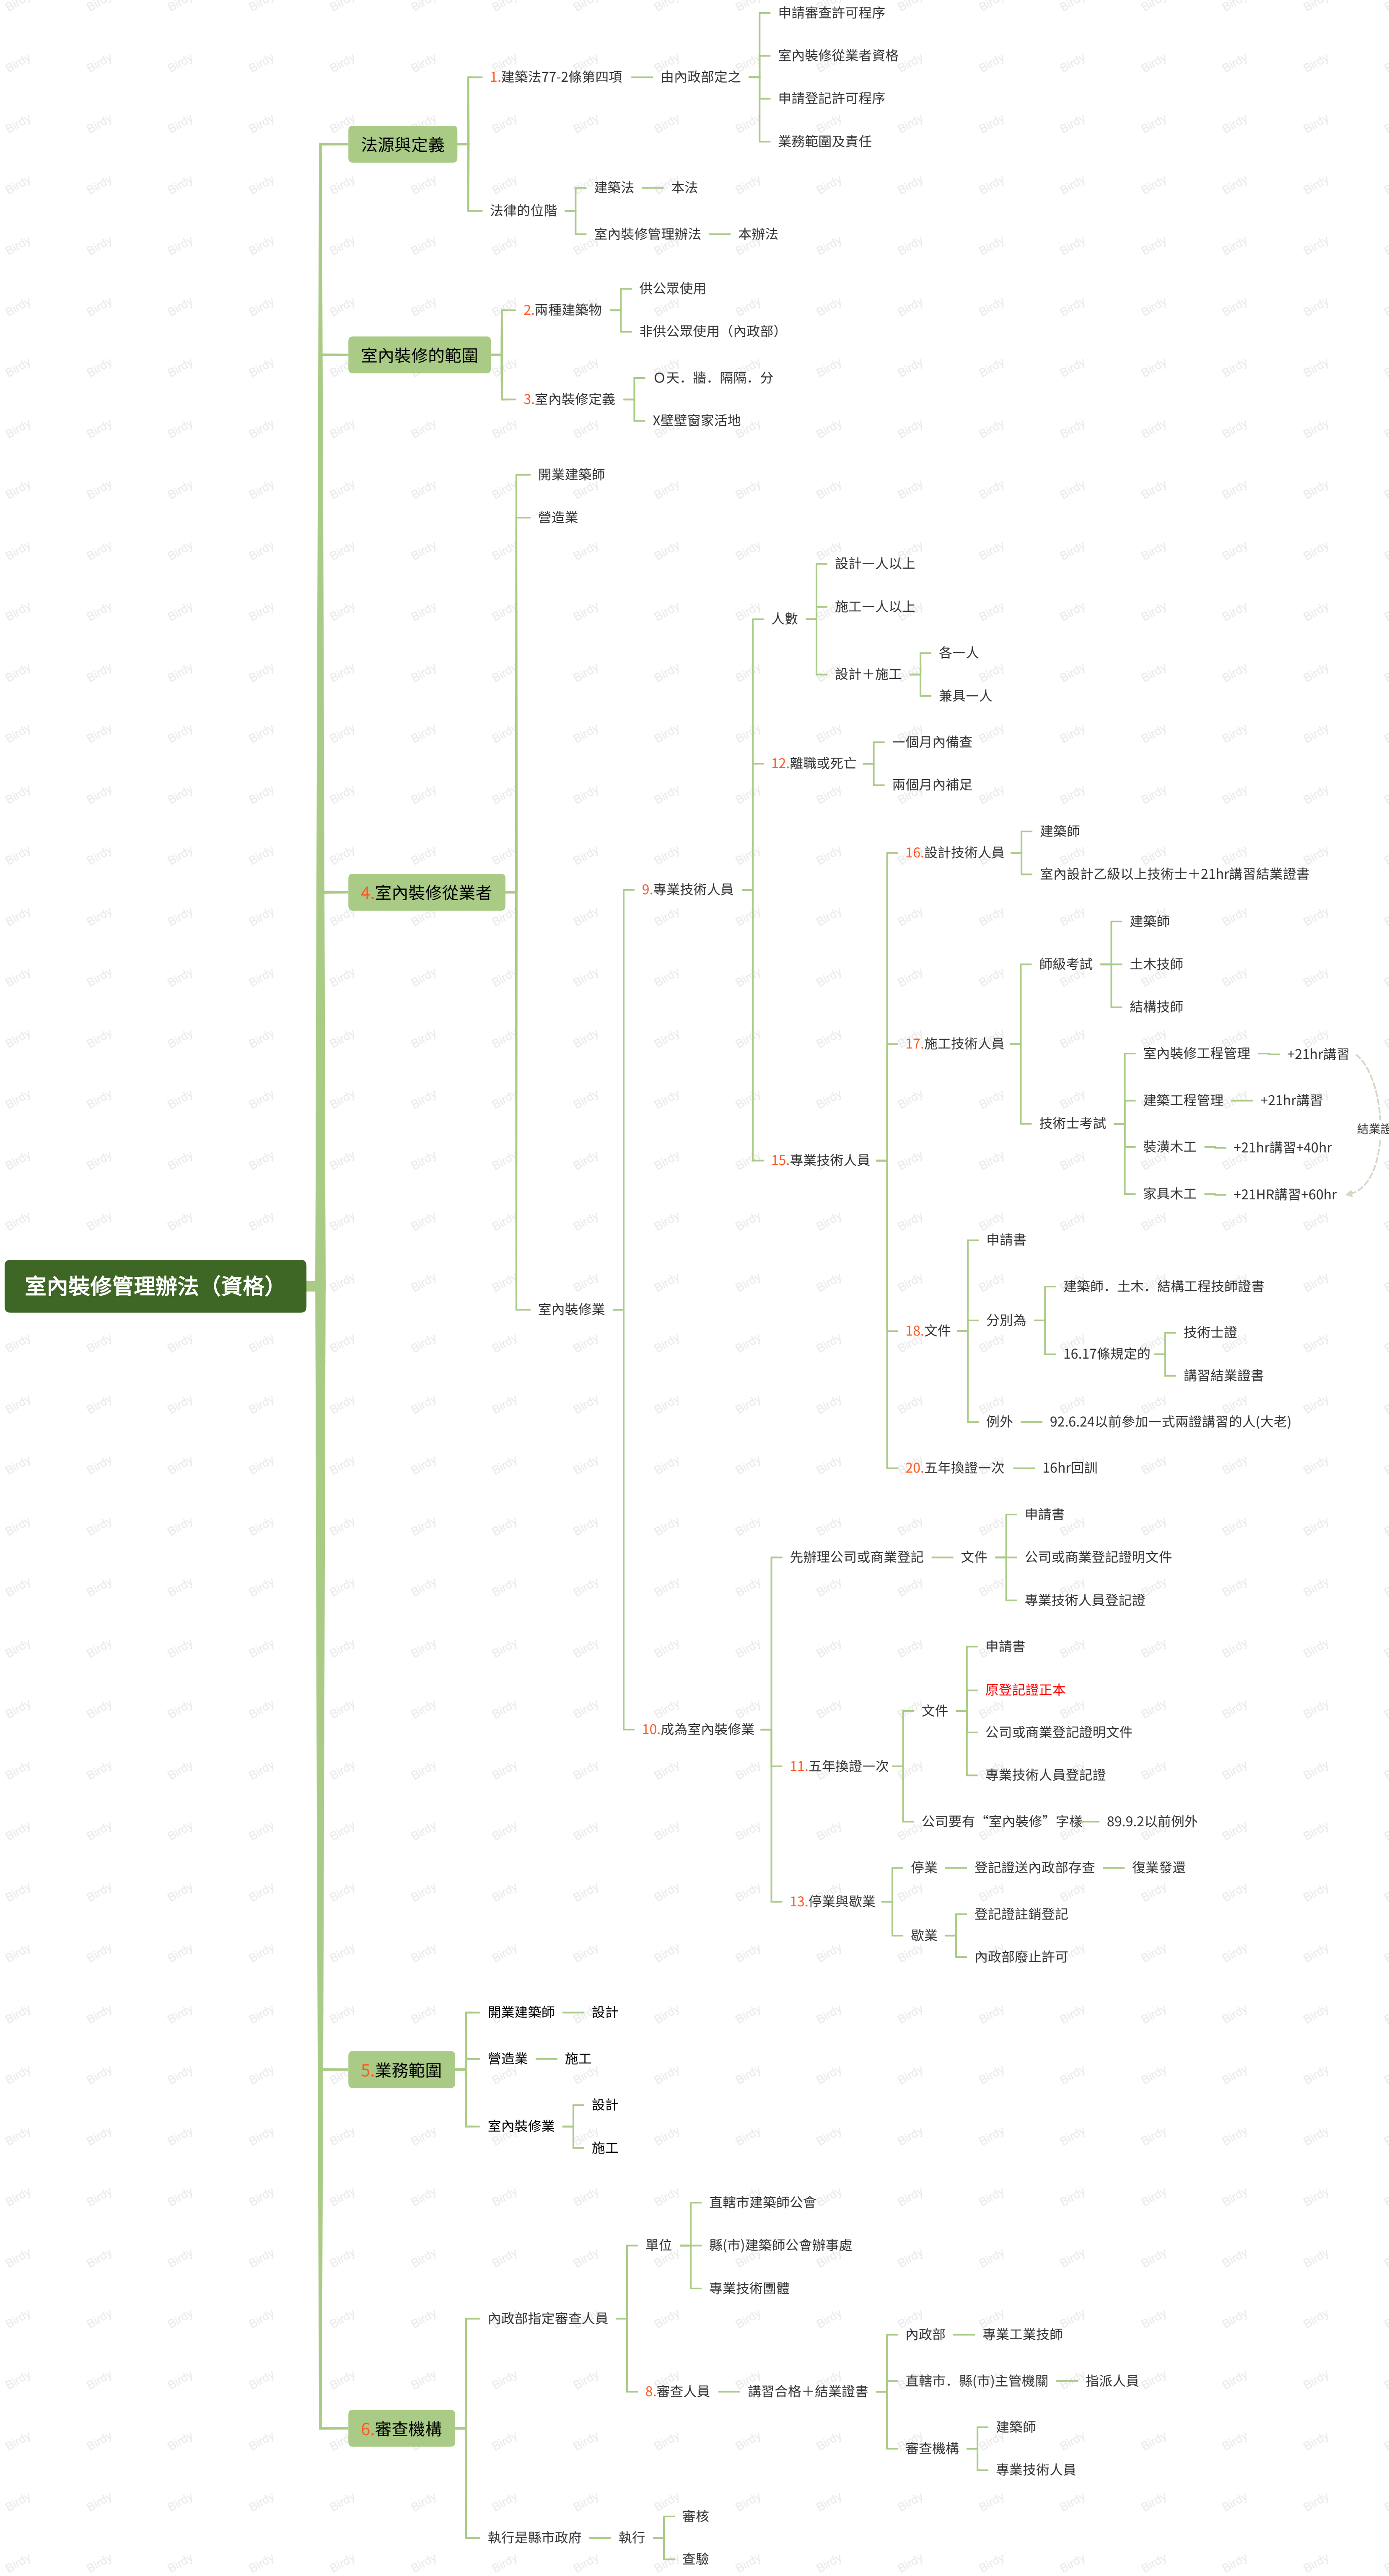 室內裝修管理辦法（資格）
法源與定義
1.建築法77-2條第四項
由內政部定之
申請審查許可程序
室內裝修從業者資格
申請登記許可程序
業務範圍及責任
法律的位階
建築法
本法
室內裝修管理辦法
本辦法
室內裝修的範圍
2.兩種建築物
供公眾使用
非供公眾使用（內政部）
3.室內裝修定義
O天．牆．隔隔．分
X壁壁窗家活地
4.室內裝修從業者
開業建築師
營造業
室內裝修業
9.專業技術人員
人數
設計一人以上
施工一人以上
設計＋施工
各一人
兼具一人
12.離職或死亡
一個月內備查
兩個月內補足
15.專業技術人員
16.設計技術人員
建築師
室內設計乙級以上技術士＋21hr講習結業證書
17.施工技術人員
師級考試
建築師
土木技師
結構技師
技術士考試
室內裝修工程管理
+21hr講習
建築工程管理
+21hr講習
裝潢木工
+21hr講習+40hr
家具木工
+21HR講習+60hr
結業證
18.文件
申請書
分別為
建築師．土木．結構工程技師證書
16.17條規定的
技術士證
講習結業證書
例外
92.6.24以前參加一式兩證講習的人(大老)
20.五年換證一次
16hr回訓
10.成為室內裝修業
先辦理公司或商業登記
文件
申請書
公司或商業登記證明文件
專業技術人員登記證
11.五年換證一次
文件
申請書
原登記證正本
公司或商業登記證明文件
專業技術人員登記證
公司要有“室內裝修”字樣
89.9.2以前例外
13.停業與歇業
停業
登記證送內政部存查
復業發還
歇業
登記證註銷登記
內政部廢止許可
5.業務範圍
開業建築師
設計
營造業
施工
室內裝修業
設計
施工
6.審查機構
內政部指定審查人員
單位
直轄市建築師公會
縣(市)建築師公會辦事處
專業技術團體
8.審查人員
講習合格＋結業證書
內政部
專業工業技師
直轄市．縣(市)主管機關
指派人員
審查機構
建築師
專業技術人員
執行是縣市政府
執行
審核
查驗